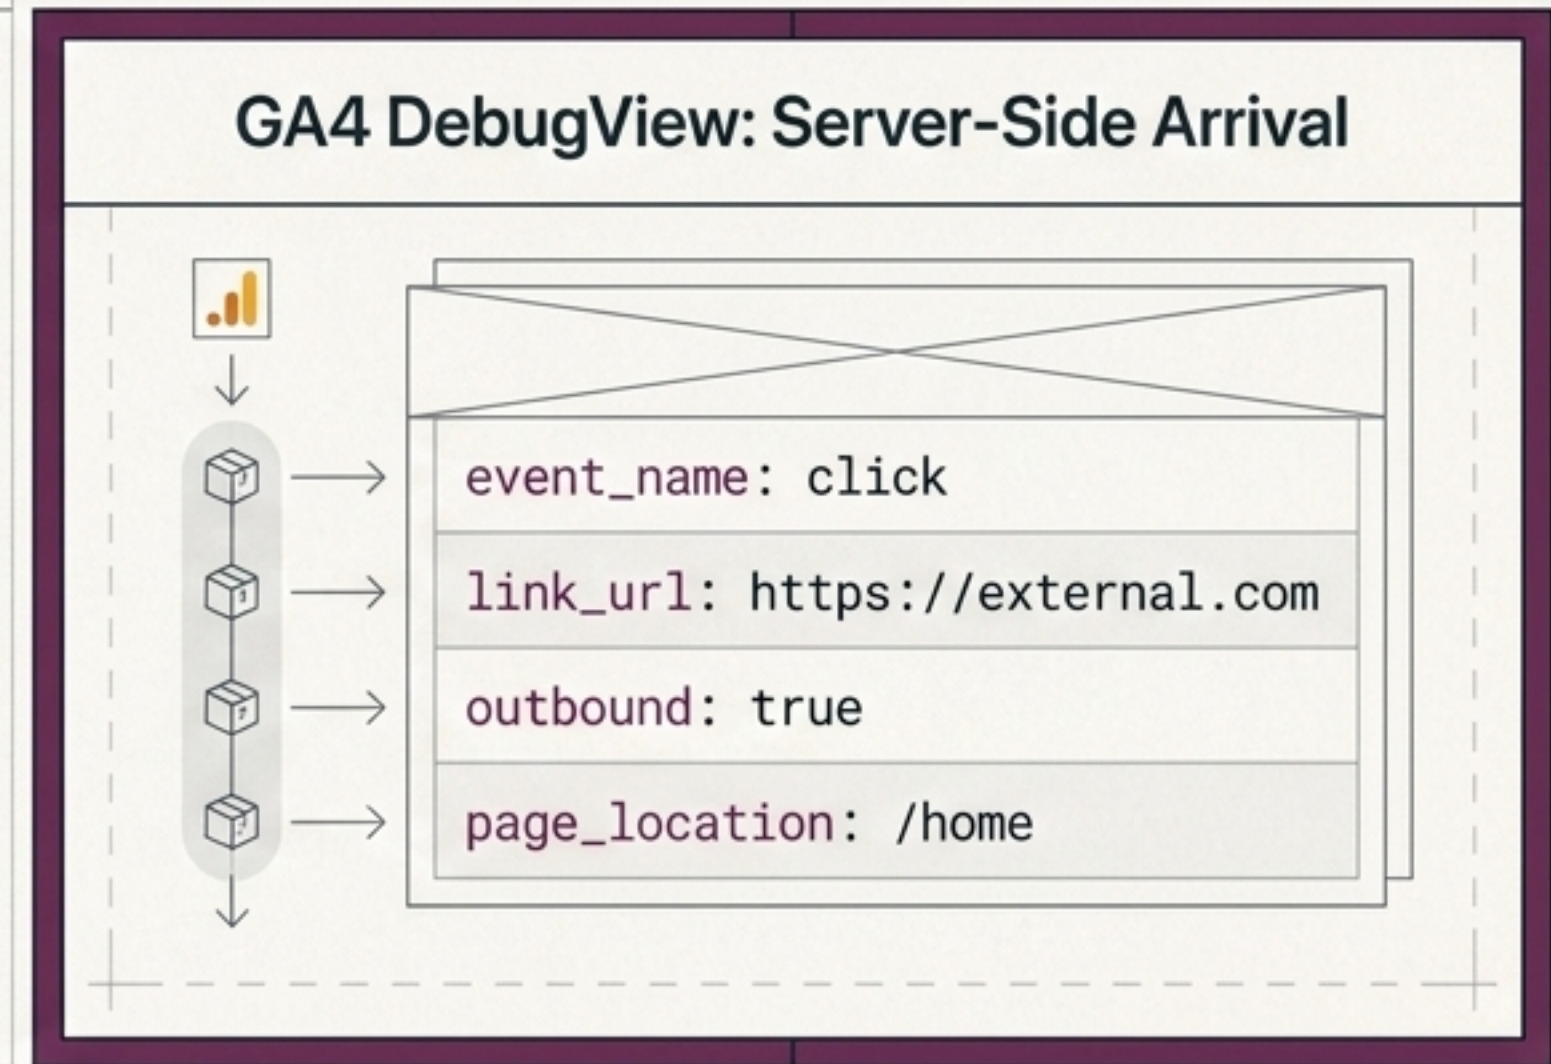 GA4 DebugView: Server-Side Arrival
event_name: click
link_url: https://external.com
outbound: true
page_location: /home